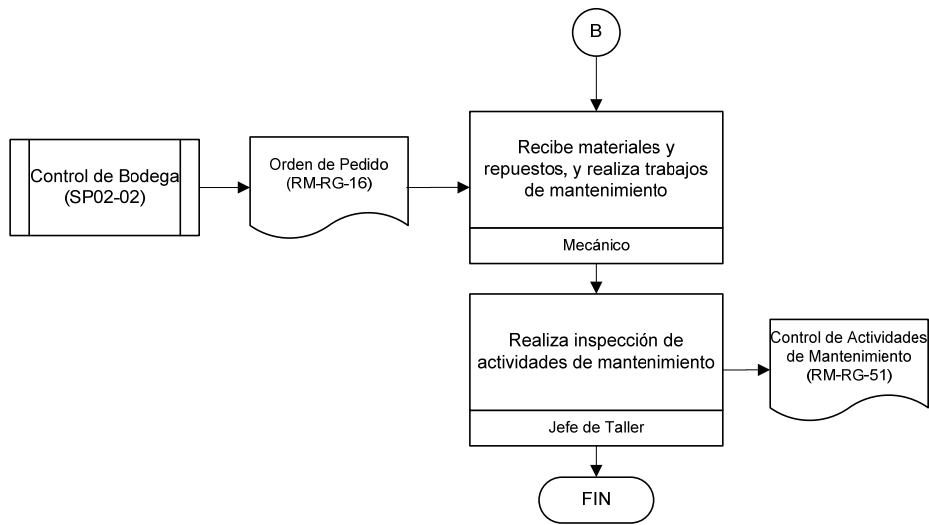 B
Recibe materiales y
repuestos, y realiza trabajos
de mantenimiento
Mecánico
Control de Bodega
(SP02-02)
Orden de Pedido
(RM-RG-16)
Realiza inspección de
actividades de mantenimiento
Jefe de Taller
Control de Actividades
de Mantenimiento
(RM-RG-51)
FIN